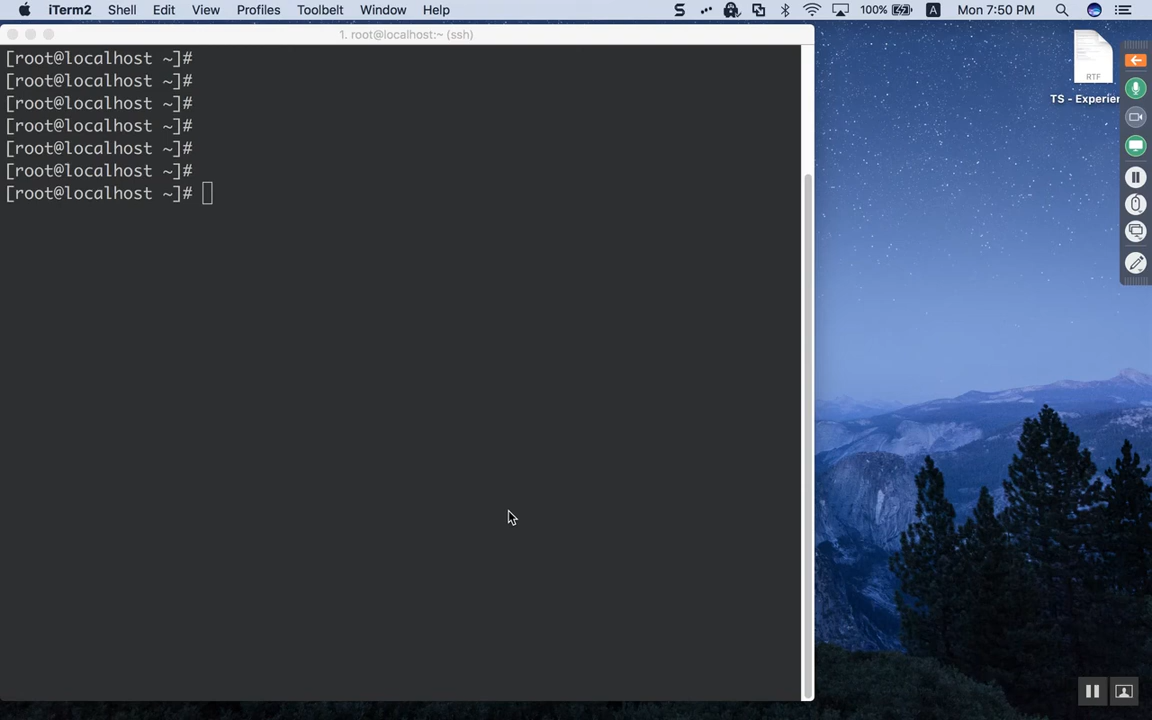 iTerm2 Shell Edit View Profiles Toolbelt Window Help 100% A Mon 7:50 PM
1. root@localhost:~ (ssh)
[root@localhost ~]#
[root@localhost ~]#
[root@localhost ~]#
[root@localhost ~]#
[root@localhost ~]#
[root@localhost ~]#
[root@localhost ~]#
RTF
TS - Experien